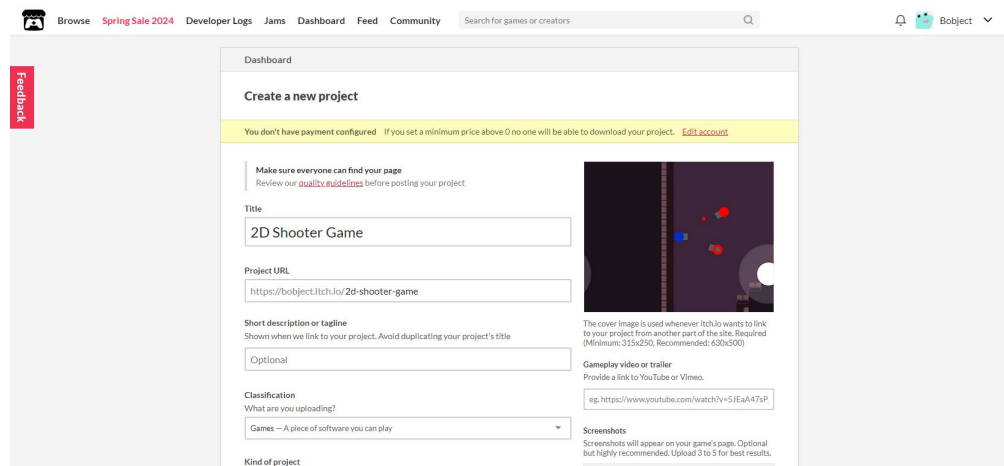 Browse Spring Sale 2024 Developer Logs Jams Dashboard Feed Community Search for games or creators Bobject
Feedback
Dashboard
Create a new project
You don't have payment configured If you set a minimum price above 0 no one will be able to download your project. Edit account
Make sure everyone can find your page
Review our quality guidelines before posting your project
Title
2D Shooter Game
Project URL
https://bobject.itch.io/2d-shooter-game
Short description or tagline
Shown when we link to your project. Avoid duplicating your project's title
Optional
Classification
What are you uploading?
Games — A piece of software you can play
Kind of project
The cover image is used whenever itch.io wants to link
to your project from another part of the site. Required
(Minimum: 315x250, Recommended: 630x500)
Gameplay video or trailer
Provide a link to YouTube or Vimeo.
eg. https://www.youtube.com/watch?v=5JEaA47sP
Screenshots
Screenshots will appear on your game's page. Optional
but highly recommended. Upload 3 to 5 for best results.